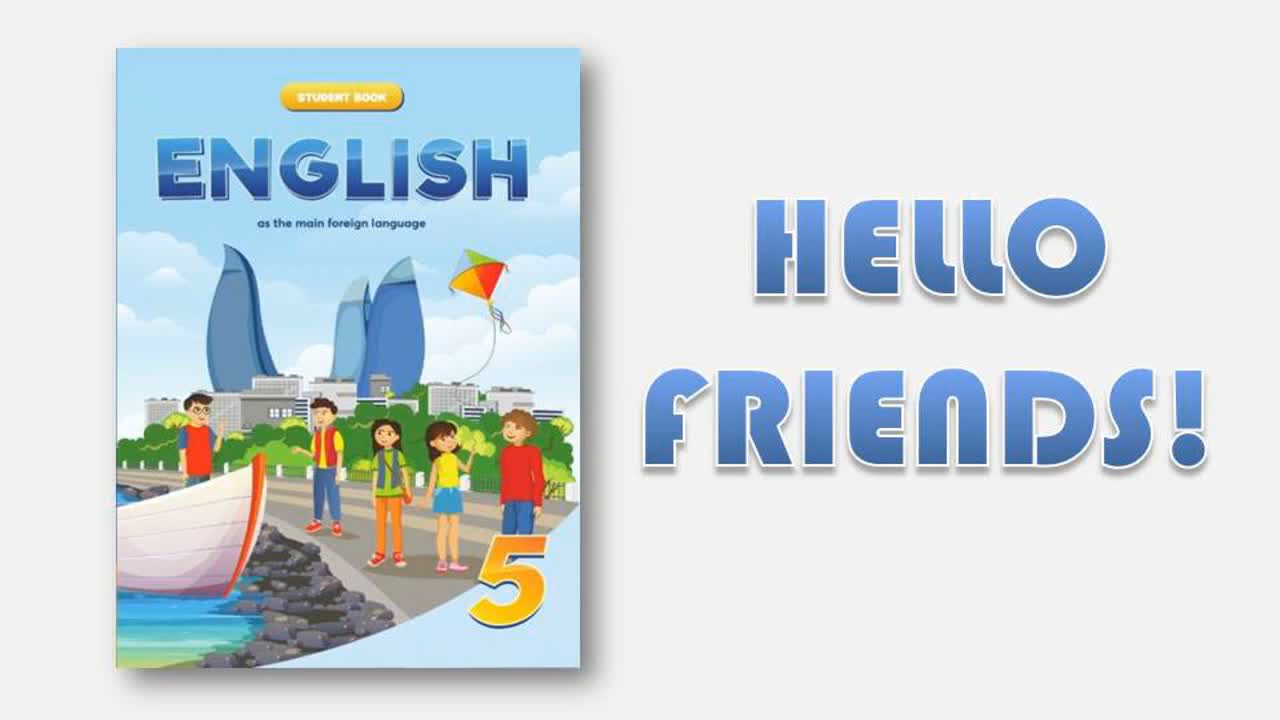 STUDENT BOOK
ENGLISH
as the main foreign language
5
HELLO
FRIENDS!